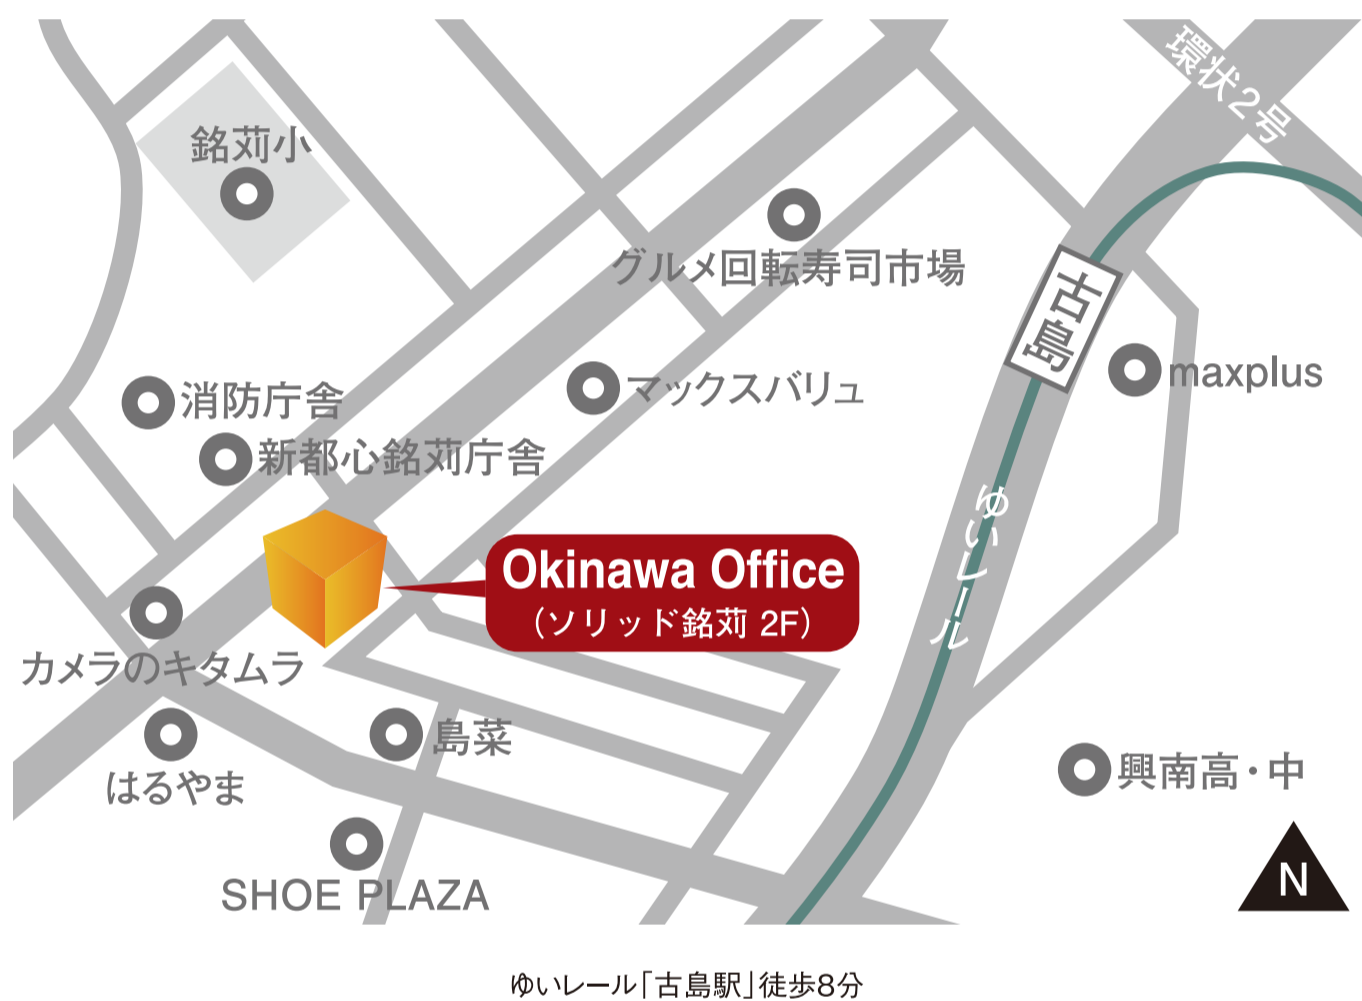 環状2号
銘苅小
グルメ回転寿司市場
古島
maxplus
マックスバリュ
消防庁舎
新都心銘苅庁舎
ゆいレール
Okinawa Office
(ソリッド銘苅 2F)
カメラのキタムラ
島菜
はるやま
興南高・中
SHOE PLAZA
N
ゆいレール「古島駅」徒歩8分